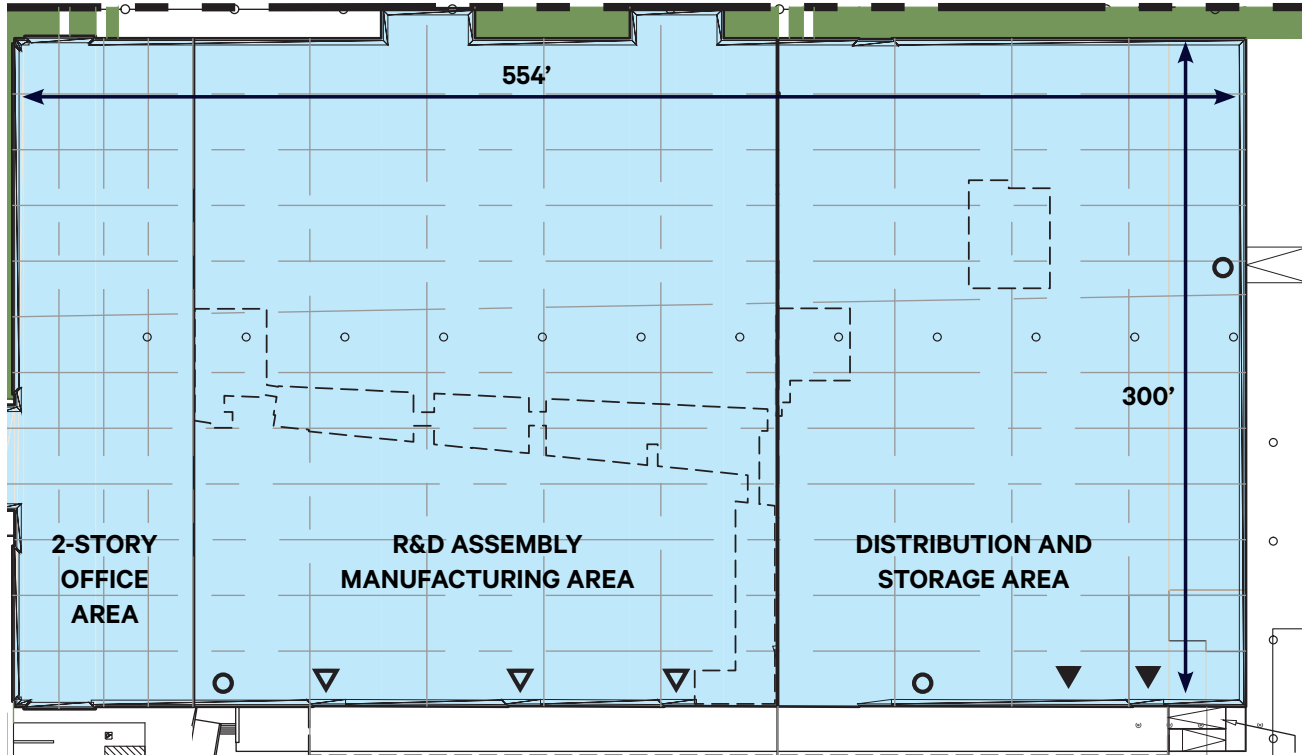 554’
300’
2-STORY
OFFICE
AREA
R&D ASSEMBLY
MANUFACTURING AREA
DISTRIBUTION AND
STORAGE AREA